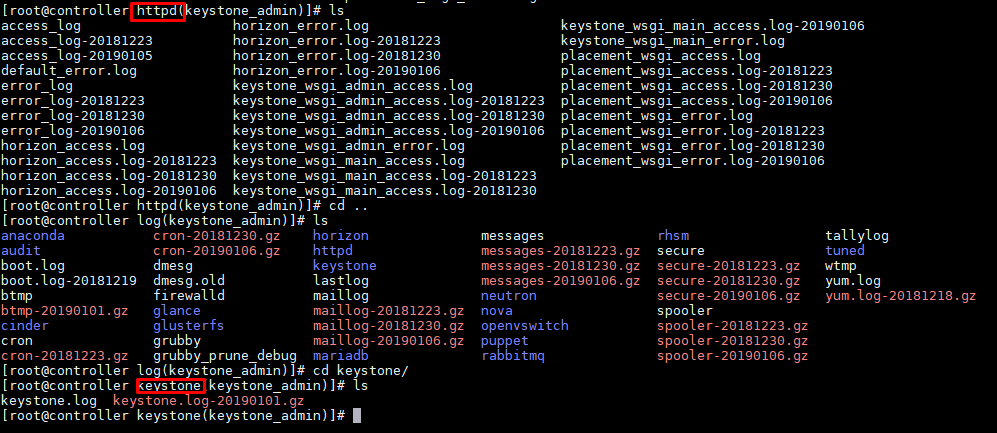 [root@controller httpd(keystone_admin)]# ls
access_log horizon_error.log keystone_wsgi_main_access.log-20190106
access_log-20181223 horizon_error.log-20181223 keystone_wsgi_main_error.log
access_log-20190105 horizon_error.log-20181230 placement_wsgi_access.log
default_error.log horizon_error.log-20190106 placement_wsgi_access.log-20181223
error_log keystone_wsgi_admin_access.log placement_wsgi_access.log-20181230
error_log-20181223 keystone_wsgi_admin_access.log-20181223 placement_wsgi_access.log-20190106
error_log-20181230 keystone_wsgi_admin_access.log-20181230 placement_wsgi_error.log
error_log-20190106 keystone_wsgi_admin_access.log-20190106 placement_wsgi_error.log-20181223
horizon_access.log keystone_wsgi_admin_error.log placement_wsgi_error.log-20181230
horizon_access.log-20181223 keystone_wsgi_main_access.log placement_wsgi_error.log-20190106
horizon_access.log-20181230 keystone_wsgi_main_access.log-20181223
horizon_access.log-20190106 keystone_wsgi_main_access.log-20181230
[root@controller httpd(keystone_admin)]# cd ..
[root@controller log(keystone_admin)]# ls
anaconda cron-20181230.gz horizon messages rhsm tallylog
audit cron-20190106.gz httpd messages-20181223.gz secure tuned
boot.log dmesg keystone messages-20181230.gz secure-20181223.gz wtmp
boot.log-20181219 dmesg.old lastlog messages-20190106.gz secure-20181230.gz yum.log
btmp firewalld maillog neutron secure-20190106.gz yum.log-20181218.gz
btmp-20190101.gz glance maillog-20181223.gz nova spooler
cinder glusterfs maillog-20181230.gz openvswitch spooler-20181223.gz
cron grubby maillog-20190106.gz puppet spooler-20181230.gz
cron-20181223.gz grubby_prune_debug mariadb rabbitmq spooler-20190106.gz
[root@controller log(keystone_admin)]# cd keystone/
[root@controller keystone(keystone_admin)]# ls
keystone.log keystone.log-20190101.gz
[root@controller keystone(keystone_admin)]#